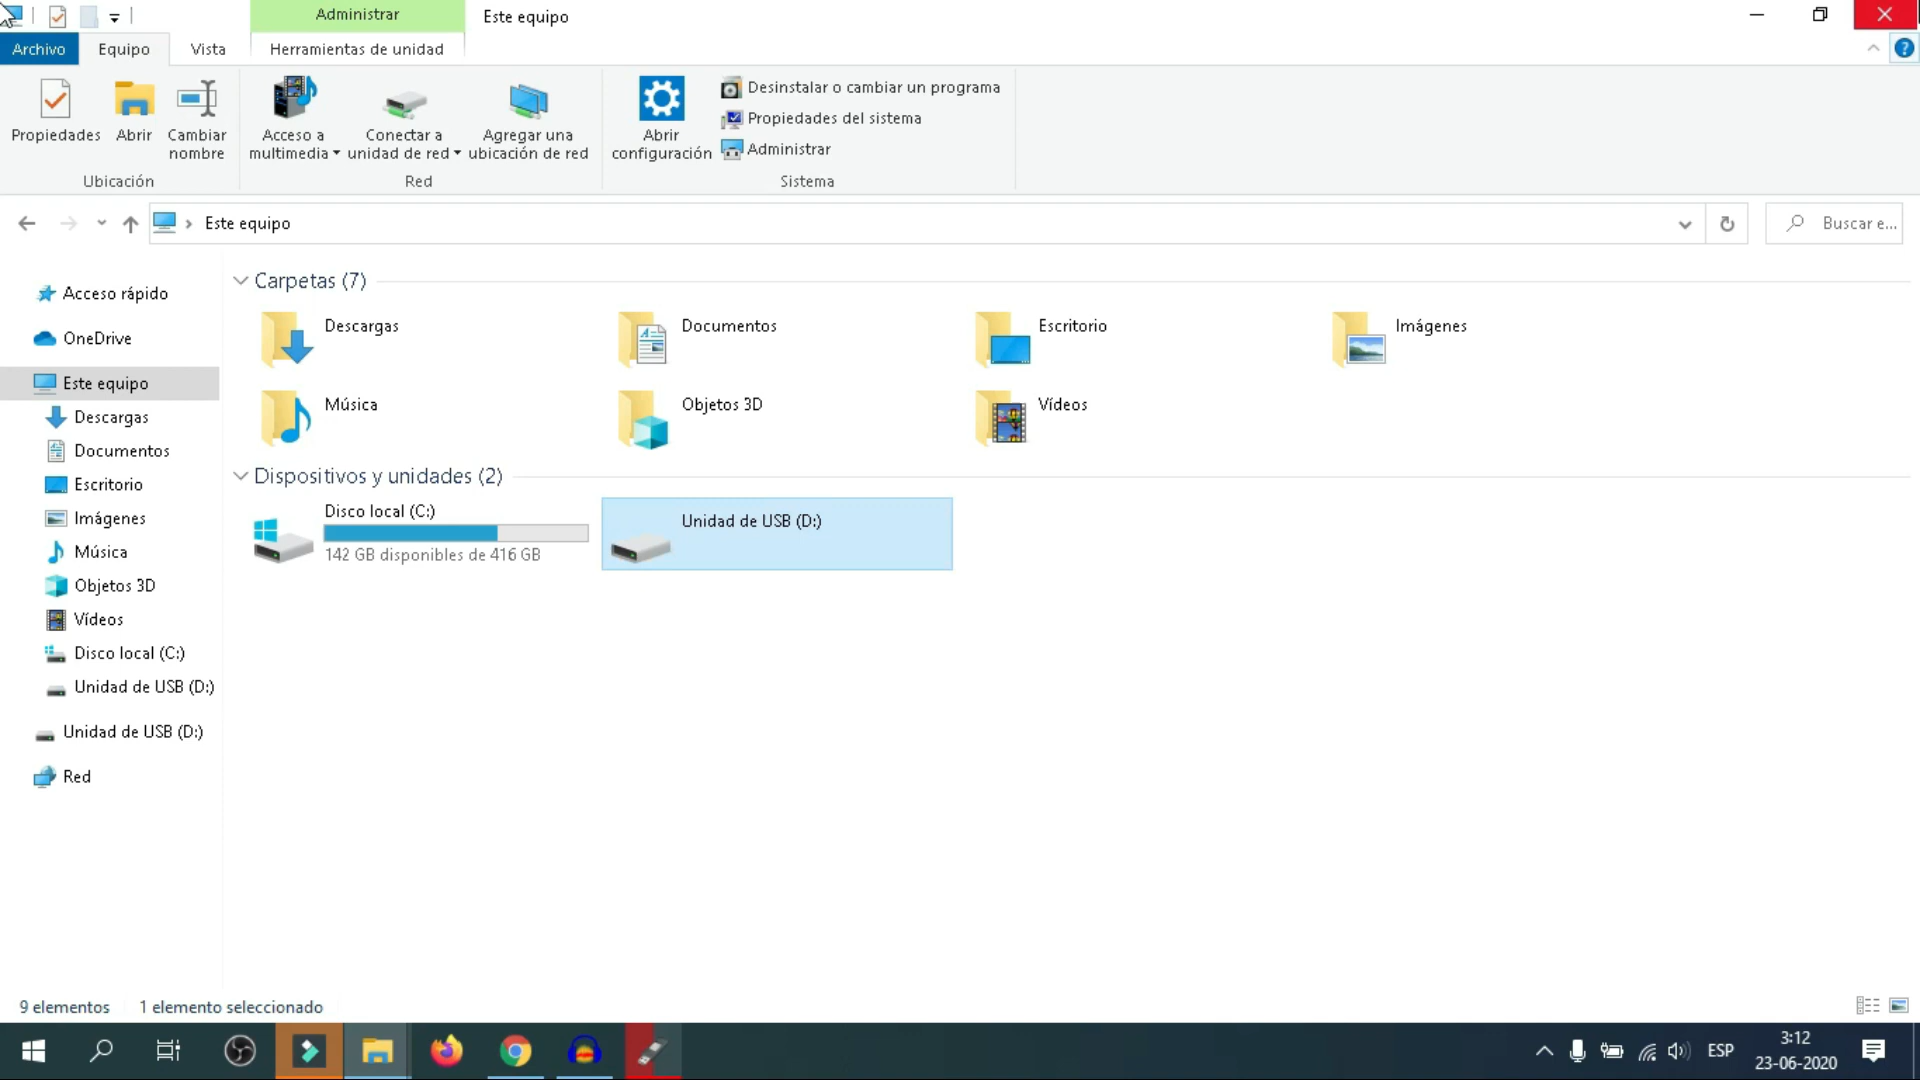 Administrar
Este equipo
Archivo
Equipo
Vista
Herramientas de unidad
Propiedades
Abrir
Cambiar
nombre
Ubicación
Acceso a
multimedia
Conectar a
unidad de red
Agregar una
ubicación de red
Red
Abrir
configuración
Desinstalar o cambiar un programa
Propiedades del sistema
Administrar
Sistema
Este equipo
Buscar e...
Acceso rápido
OneDrive
Este equipo
Descargas
Documentos
Escritorio
Imágenes
Música
Objetos 3D
Vídeos
Disco local (C:)
Unidad de USB (D:)
Unidad de USB (D:)
Red
Carpetas (7)
Descargas
Documentos
Escritorio
Imágenes
Música
Objetos 3D
Vídeos
Dispositivos y unidades (2)
Disco local (C:)
142 GB disponibles de 416 GB
Unidad de USB (D:)
9 elementos
1 elemento seleccionado
ESP
3:12
23-06-2020